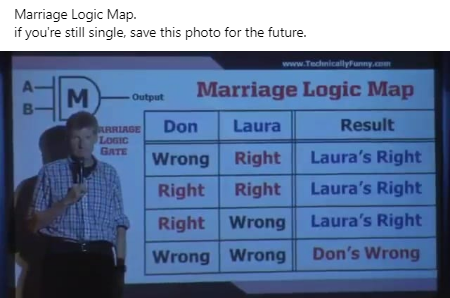 Marriage Logic Map.
if you're still single, save this photo for the future.
www.TechnicallyFunny.com
Marriage Logic Map
A
B
M
Output
MARRIAGE
LOGIC
GATE
Don Laura Result
Wrong Right Laura's Right
Right Right Laura's Right
Right Wrong Laura's Right
Wrong Wrong Don's Wrong